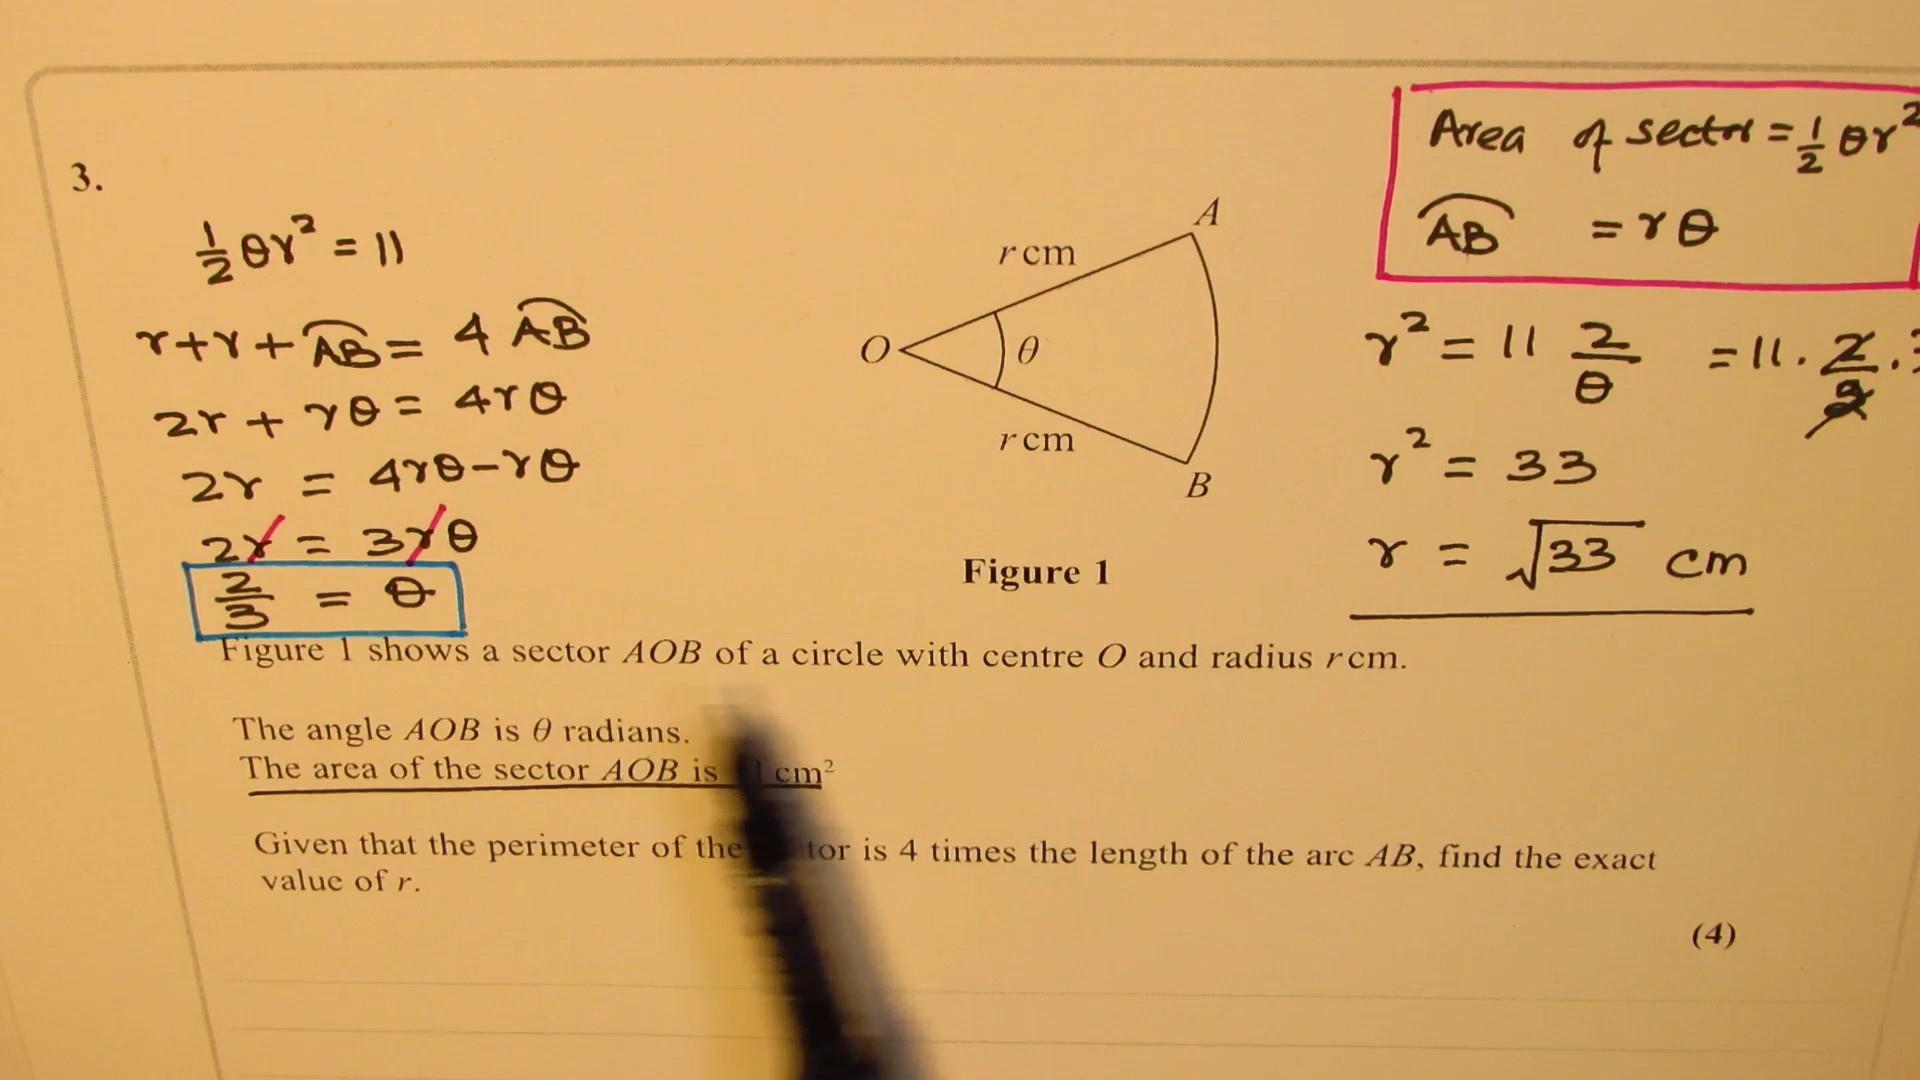 3.
½θr² = 11
r+r+AB = 4 AB
2r + rθ = 4rθ
2r = 4rθ-rθ
2r = 3rθ
2/3 = θ
A
r cm
O
θ
r cm
B
Figure 1
Area of sector = ½ θr²
AB = rθ
r² = 11 2/θ = 11 . 2/2 .
r² = 33
r = √33 cm
Figure 1 shows a sector AOB of a circle with centre O and radius r cm.
The angle AOB is θ radians.
The area of the sector AOB is cm²
Given that the perimeter of the is 4 times the length of the arc AB, find the exact
value of r.
(4)